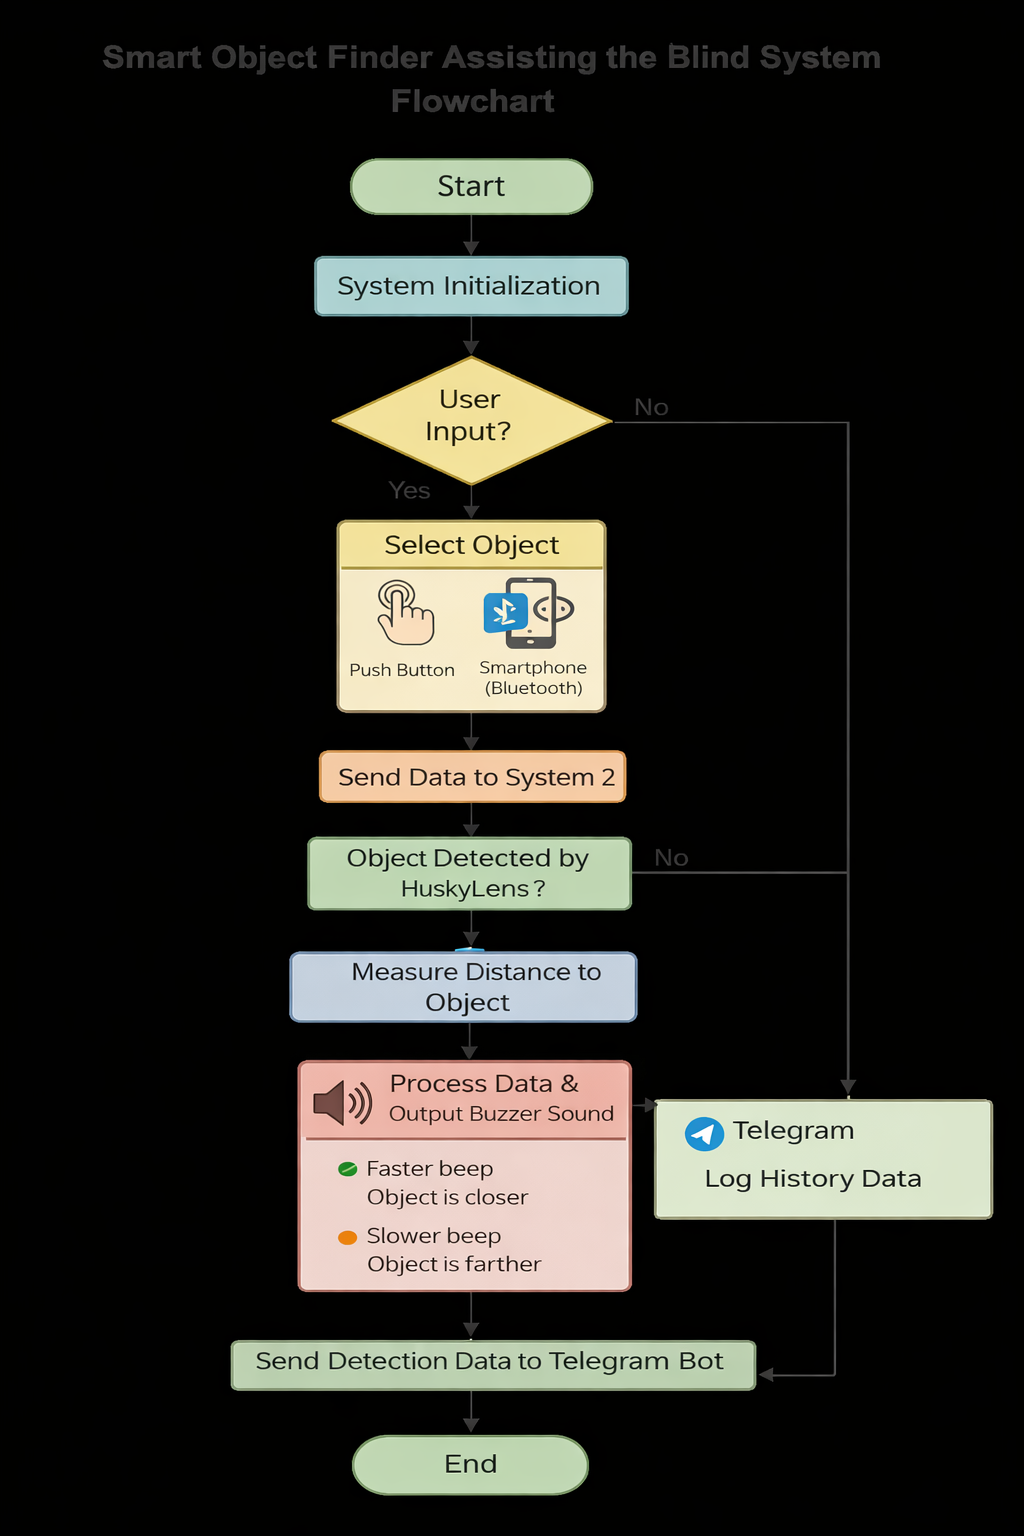 Smart Object Finder Assisting the Blind System
Flowchart
Start
System Initialization
User
Input?
No
Yes
Select Object
Push Button
Smartphone
(Bluetooth)
Send Data to System 2
Object Detected by
HuskyLens?
No
Measure Distance to
Object
Process Data &
Output Buzzer Sound
Faster beep
Object is closer
Slower beep
Object is farther
Telegram
Log History Data
Send Detection Data to Telegram Bot
End